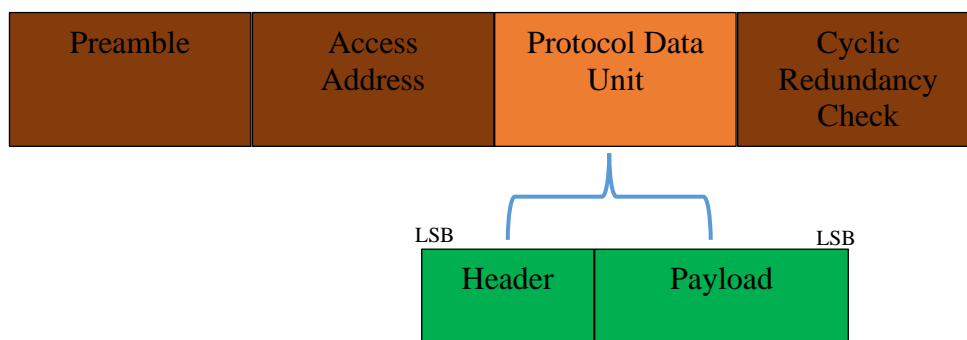 Preamble
Access
Address
Protocol Data
Unit
Cyclic
Redundancy
Check
LSB
LSB
Header
Payload